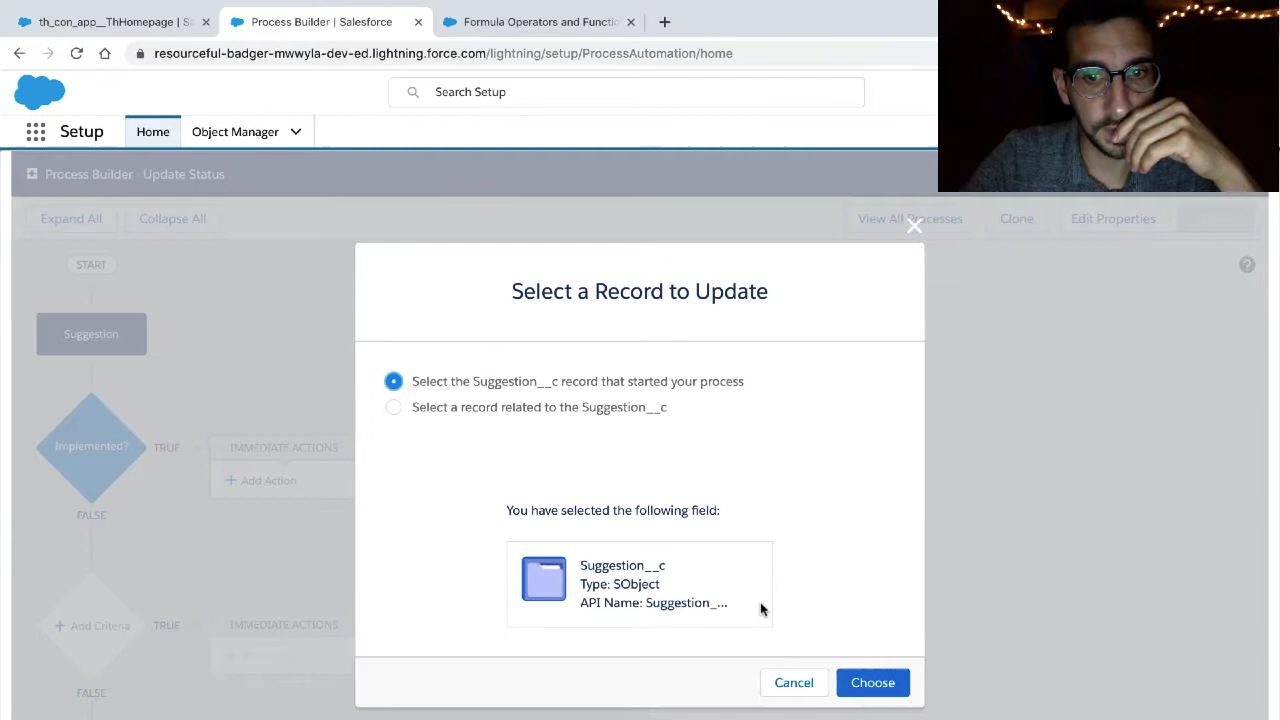 th_con_app__ThHomepage | S
Process Builder | Salesforce
Formula Operators and Functio
resourceful-badger-mwwyla-dev-ed.lightning.force.com/lightning/setup/ProcessAutomation/home
Search Setup
Setup
Home
Object Manager
Process Builder - Update Status
Expand All
Collapse All
View All Processes
Clone
Edit Properties
START
Suggestion
Implemented?
TRUE
IMMEDIATE ACTIONS
+ Add Action
FALSE
+ Add Criteria
TRUE
IMMEDIATE ACTIONS
FALSE
Select a Record to Update
Select the Suggestion__c record that started your process
Select a record related to the Suggestion__c
You have selected the following field:
Suggestion__c
Type: SObject
API Name: Suggestion_...
Cancel
Choose